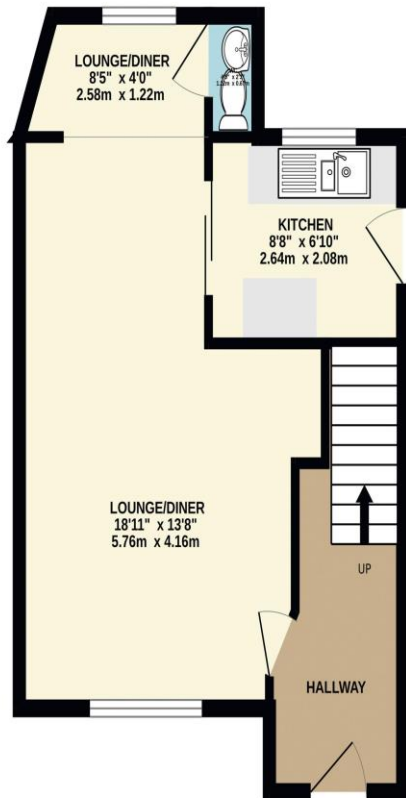 LOUNGE/DINER
8'5" x 4'0"
2.58m x 1.22m
KITCHEN
8'8" x 6'10"
2.64m x 2.08m
LOUNGE/DINER
18'11" x 13'8"
5.76m x 4.16m
UP
HALLWAY